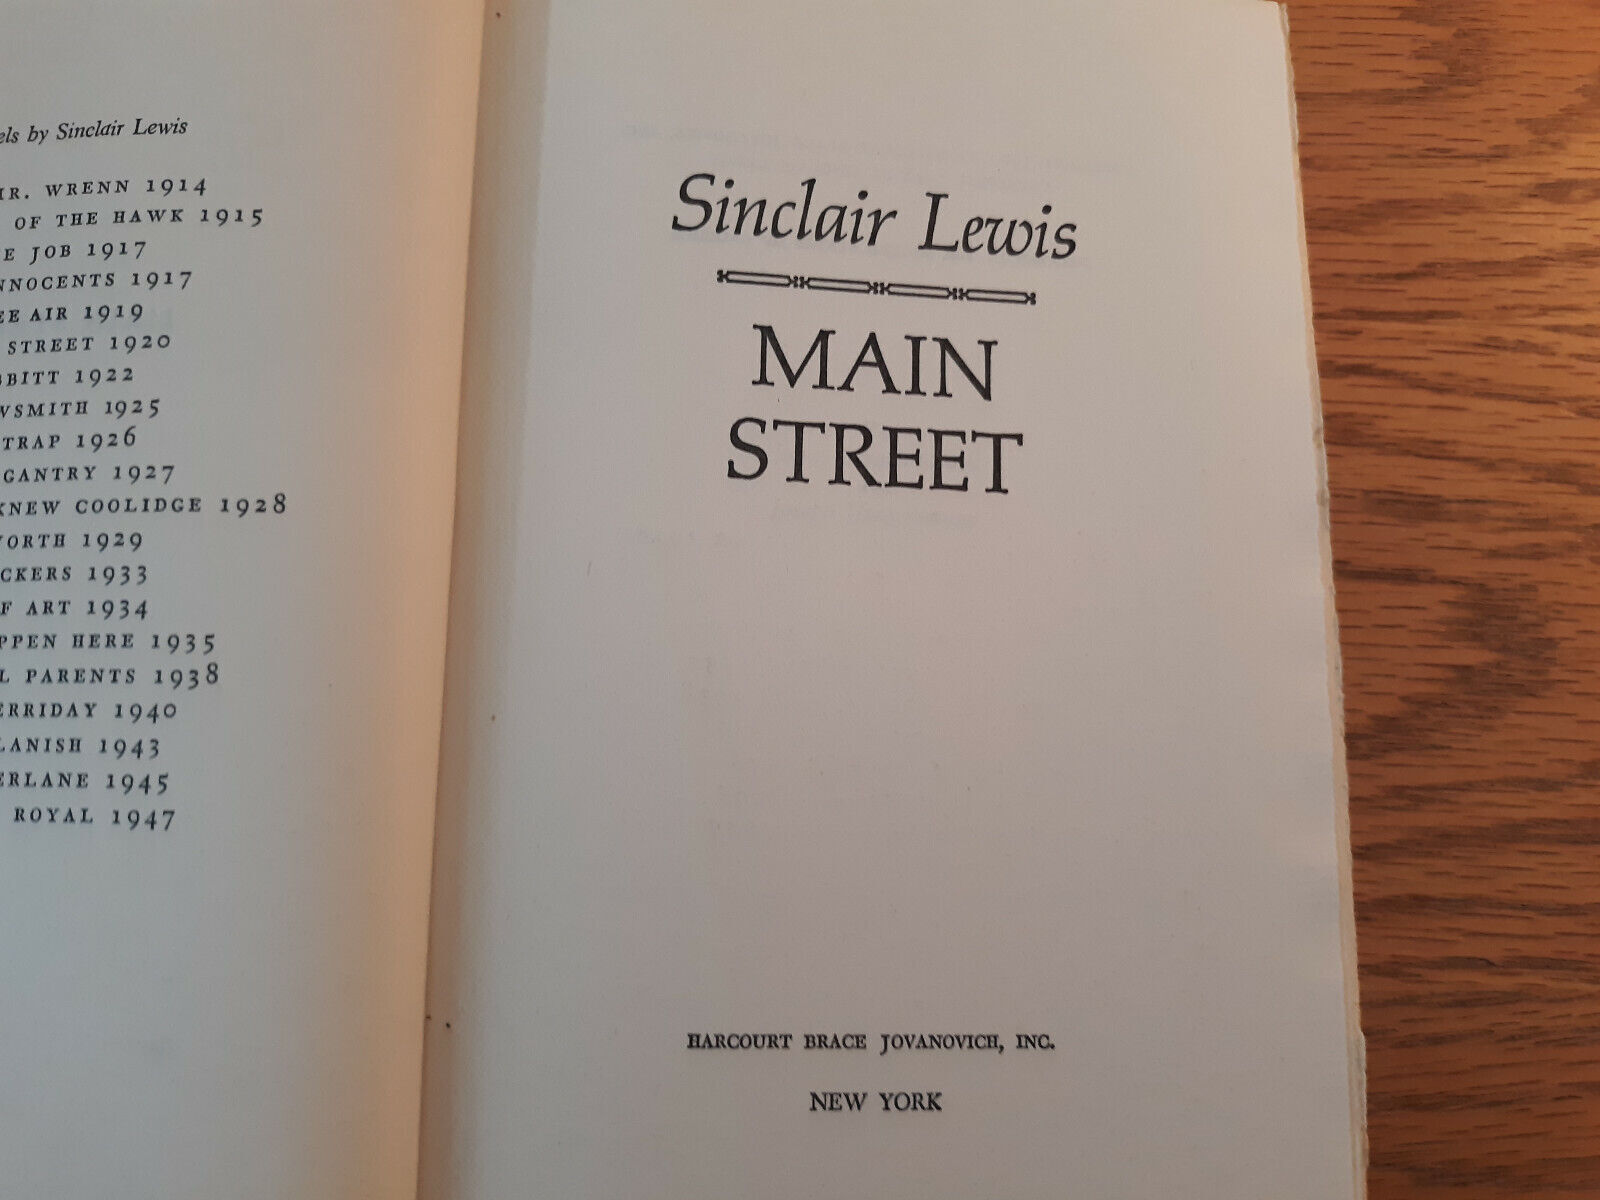 els by Sinclair Lewis
MR. WRENN 1914
OF THE HAWK 1915
E JOB 1917
NNOCENTS 1917
EE AIR 1919
STREET 1920
BBITT 1922
WSMITH 1925
TRAP 1926
GANTRY 1927
KNEW COOLIDGE 1928
WORTH 1929
CKERS 1933
F ART 1934
PPEN HERE 1935
L PARENTS 1938
ERRIDAY 1940
LANISH 1943
ERLANE 1945
ROYAL 1947
Sinclair Lewis
MAIN
STREET
HARCOURT BRACE JOVANOVICH, INC.
NEW YORK